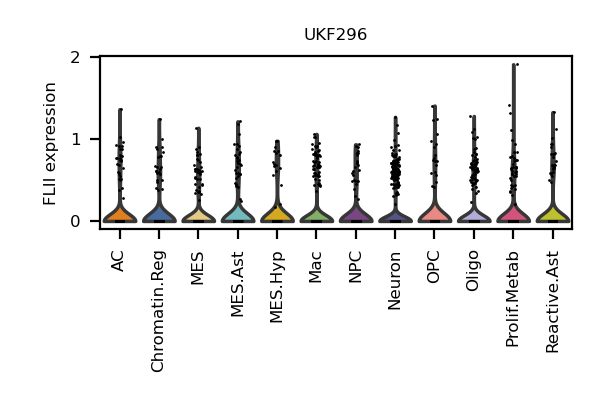 UKF296
FLII expression
2
1
0
AC
Chromatin.Reg
MES
MES.Ast
MES.Hyp
Mac
NPC
Neuron
OPC
Oligo
Prolif.Metab
Reactive.Ast